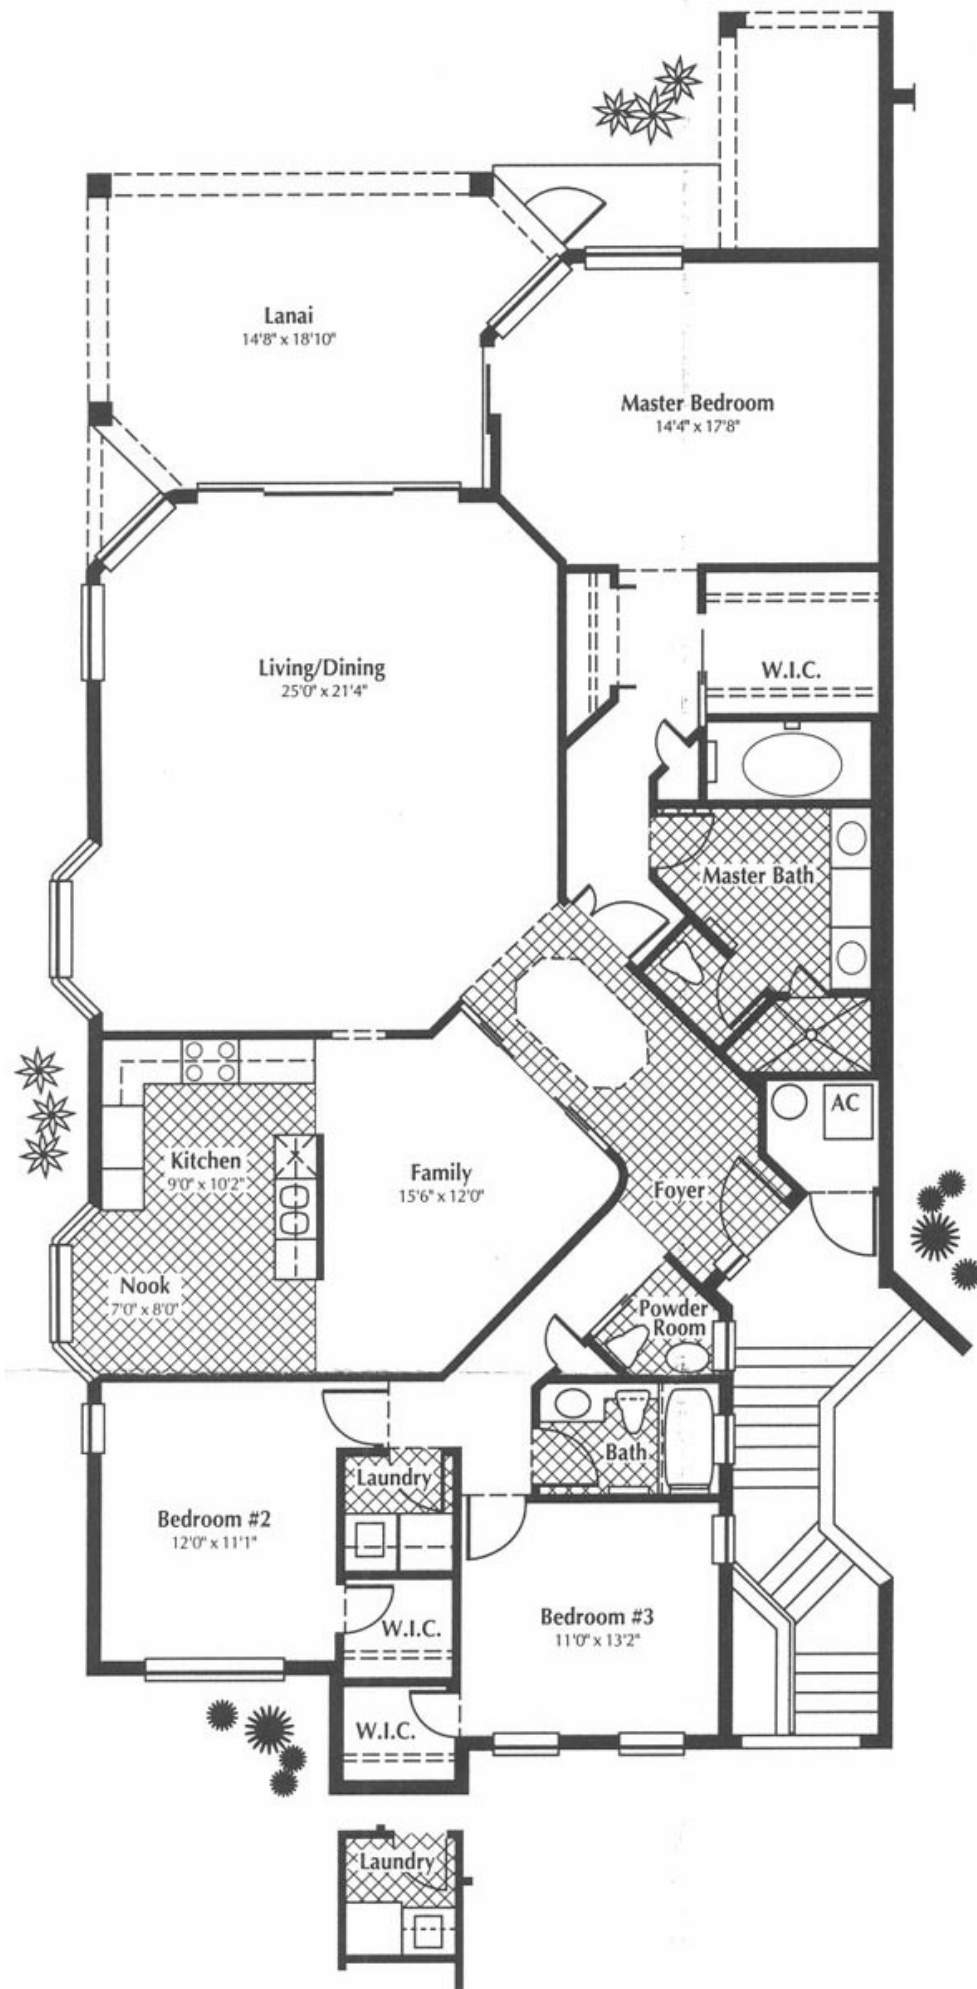 Lanai
14'8" x 18'10"
Master Bedroom
14'4" x 17'8"
Living/Dining
25'0" x 21'4"
W.I.C.
Master Bath
AC
Kitchen
9'0" x 10'2"
Family
15'6" x 12'0"
Foyer
Nook
7'0" x 8'0"
Powder
Room
Bath
Laundry
Bedroom #2
12'0" x 11'1"
W.I.C.
Bedroom #3
11'0" x 13'2"
W.I.C.
Laundry